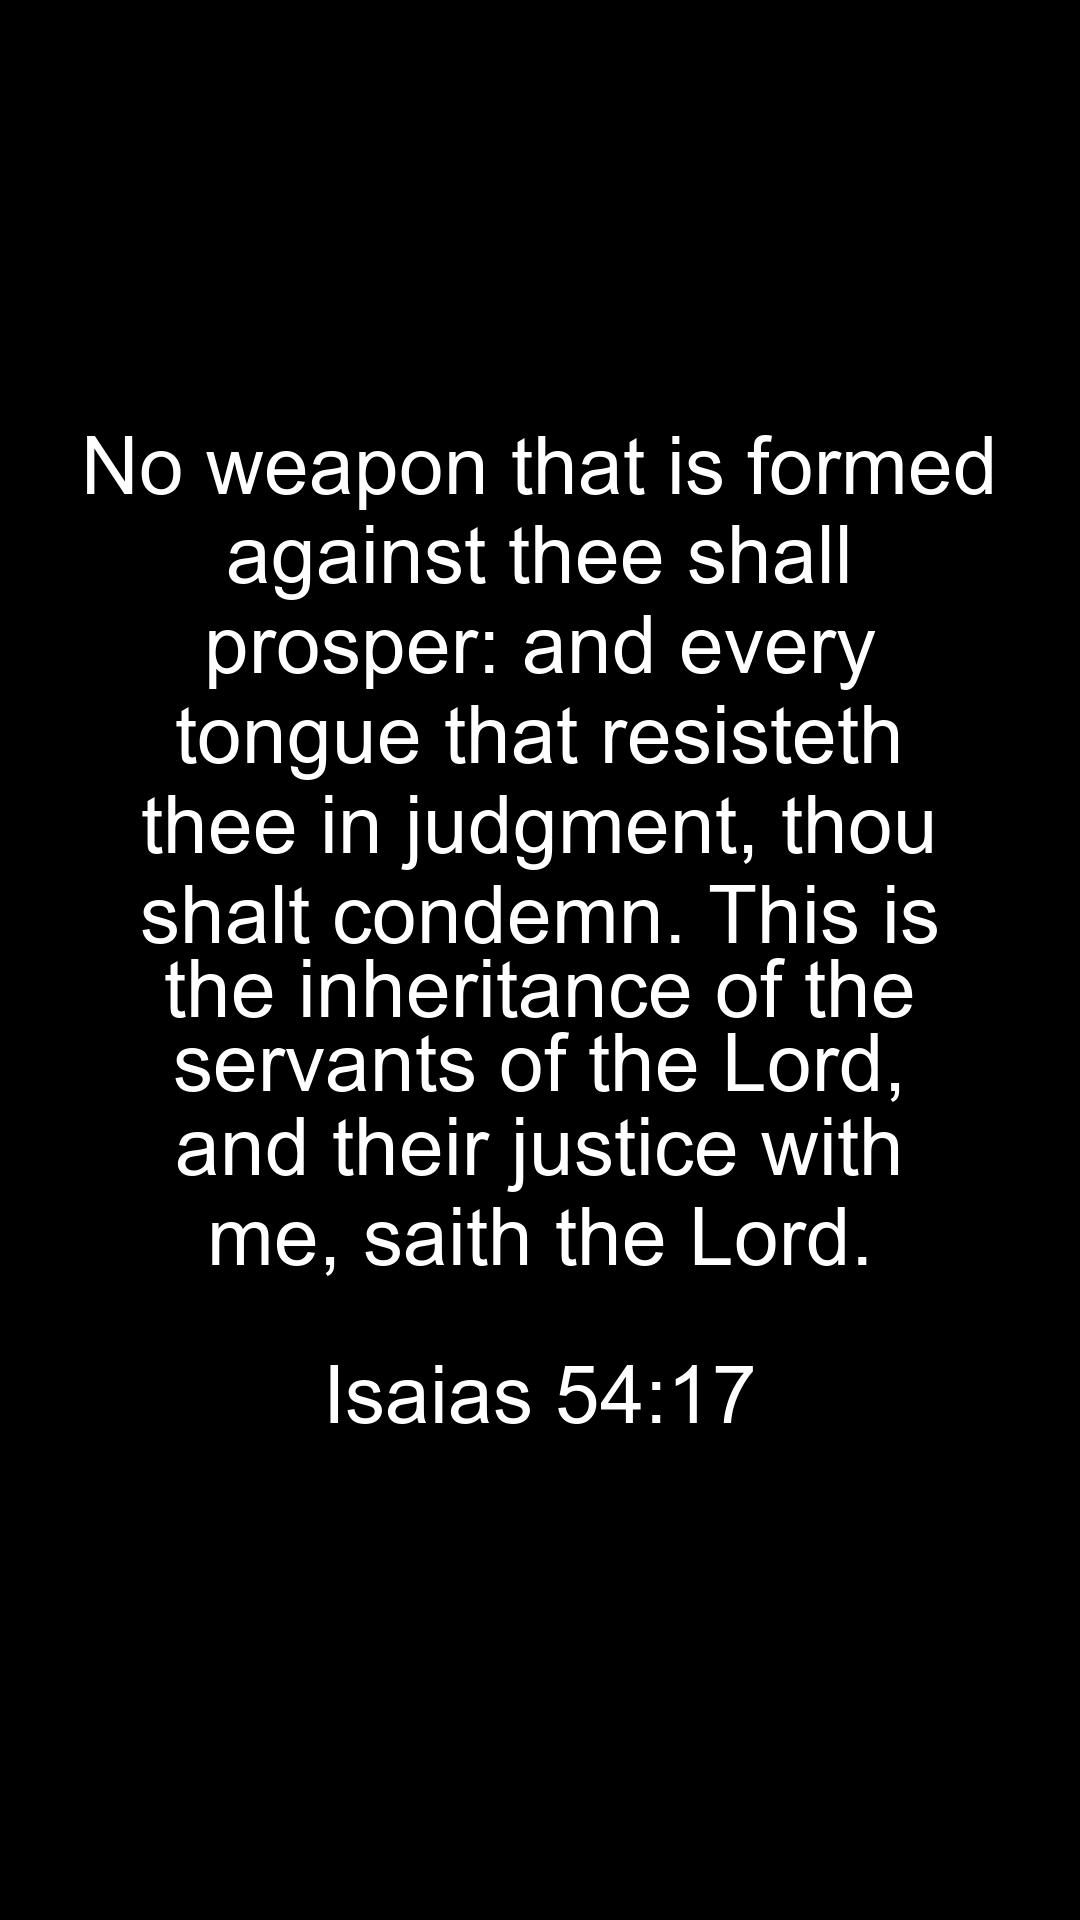 No weapon that is formed
against thee shall
prosper: and every
tongue that resisteth
thee in judgment, thou
shalt condemn. This is
the inheritance of the
servants of the Lord,
and their justice with
me, saith the Lord.
Isaias 54:17